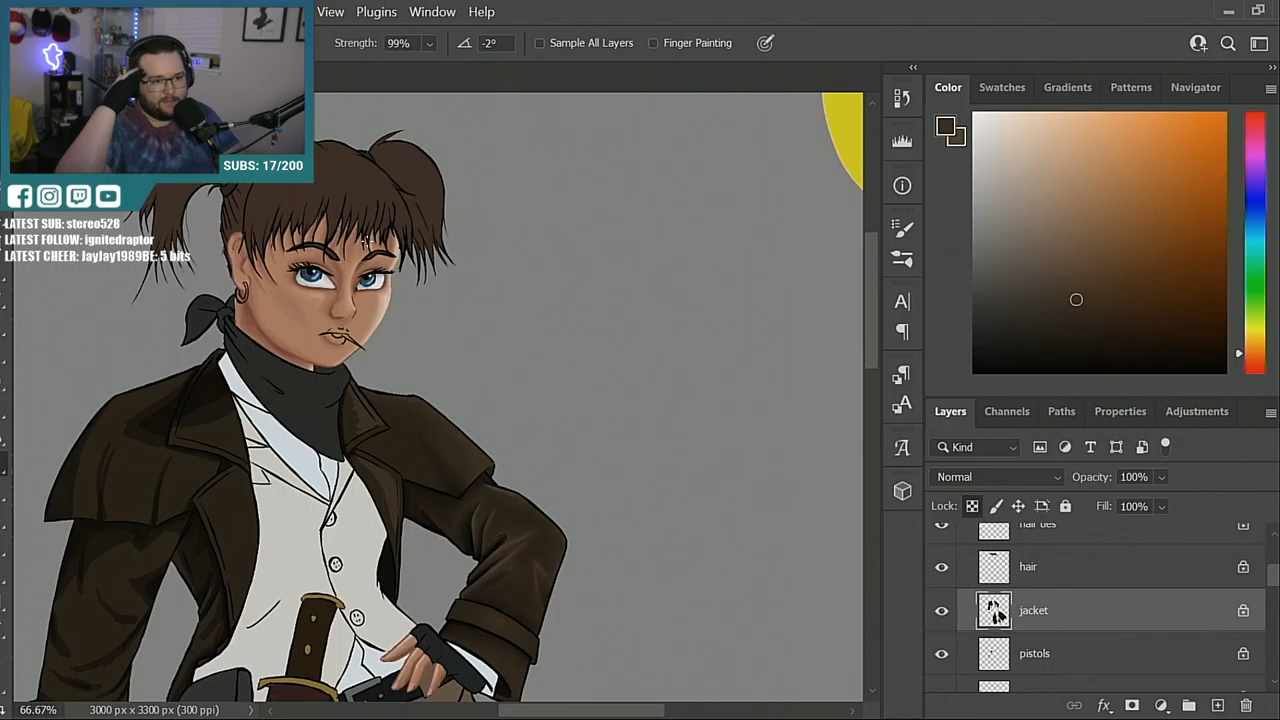 View Plugins Window Help
Strength: 99% -2° Sample All Layers Finger Painting
SUBS: 17/200
LATEST SUB: stereo528
LATEST FOLLOW: ignitedraptor
LATEST CHEER: JayJay1989BE: 5 bits
Color Swatches Gradients Patterns Navigator
Layers Channels Paths Properties Adjustments
Kind
Normal Opacity: 100%
Lock: Fill: 100%
hair ties
hair
jacket
pistols
66.67% 3000 px x 3300 px (300 ppi)